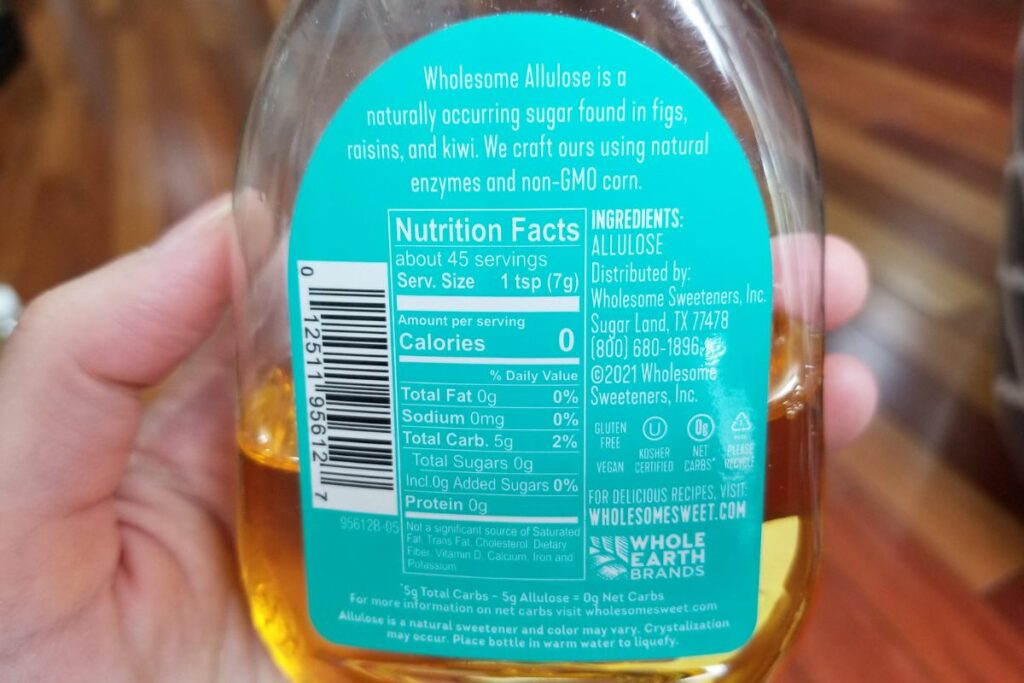 Wholesome Allulose is a
naturally occurring sugar found in figs,
raisins, and kiwi. We craft ours using natural
enzymes and non-GMO corn.
Nutrition Facts
about 45 servings
Serv. Size 1 tsp (7g)
Amount per serving
Calories 0
% Daily Value
Total Fat 0g 0%
Sodium 0mg 0%
Total Carb. 5g 2%
Total Sugars 0g
Incl.0g Added Sugars 0%
Protein 0g
Not a significant source of Saturated
Fat, Trans Fat, Cholesterol, Dietary
Fiber, Vitamin D, Calcium, Iron and
Potassium
INGREDIENTS:
ALLULOSE
Distributed by:
Wholesome Sweeteners, Inc.
Sugar Land, TX 77478
(800) 680-1896
©2021 Wholesome
Sweeteners, Inc.
GLUTEN
FREE
VEGAN
U
KOSHER
CERTIFIED
0g
NET
CARBS*
PLEASE
RECYCLE
FOR DELICIOUS RECIPES, VISIT:
WHOLESOMESWEET.COM
WHOLE
EARTH
BRANDS
0 12511 95612 7
95612B-05
*5g Total Carbs - 5g Allulose = 0g Net Carbs
For more information on net carbs visit wholesomesweet.com
Allulose is a natural sweetener and color may vary. Crystallization
may occur. Place bottle in warm water to liquefy.